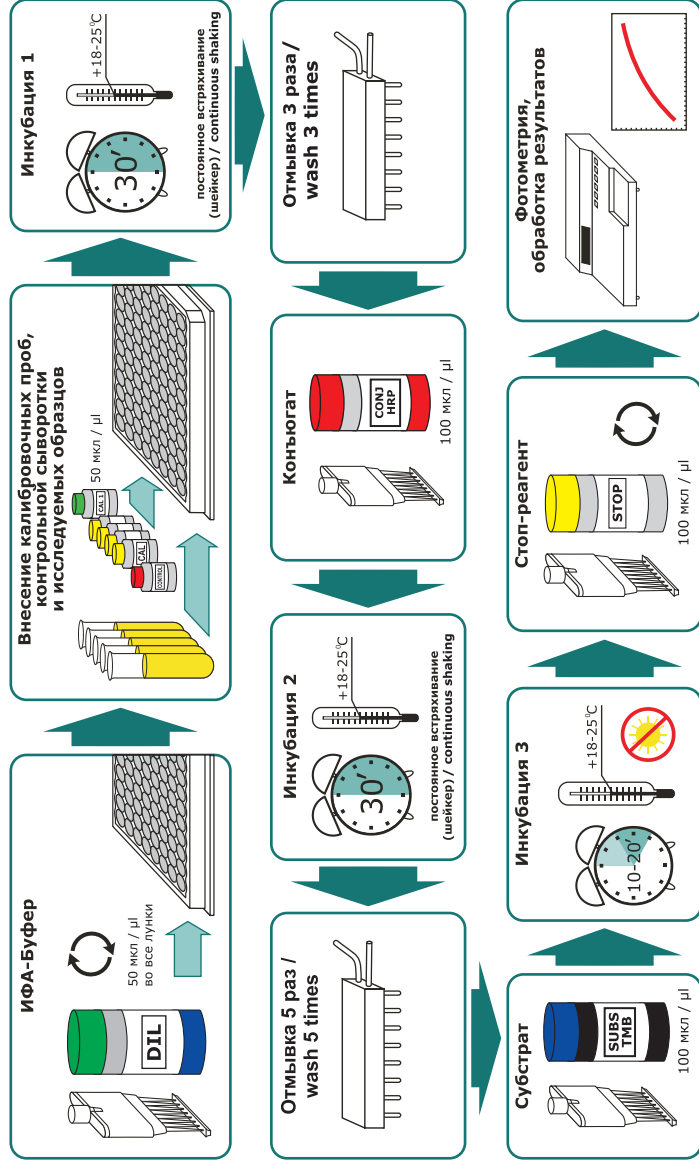 ИФА-Буфер
DIL
50 мкл / µl
во все лунки
Внесение калибровочных проб,
контрольной сыворотки
и исследуемых образцов
50 мкл / µl
CAL 1
CAL
CONTROL
Инкубация 1
30'
+18-25°C
постоянное встряхивание
(шейкер) / continuous shaking
Отмывка 3 раза/
wash 3 times
Конъюгат
CONJ
HRP
100 мкл / µl
Инкубация 2
30'
+18-25°C
постоянное встряхивание
(шейкер) / continuous shaking
Отмывка 5 раз /
wash 5 times
Субстрат
SUBS
TMB
100 мкл / µl
Инкубация 3
10-20'
+18-25°C
Стоп-реагент
STOP
100 мкл / µl
Фотометрия,
обработка результатов